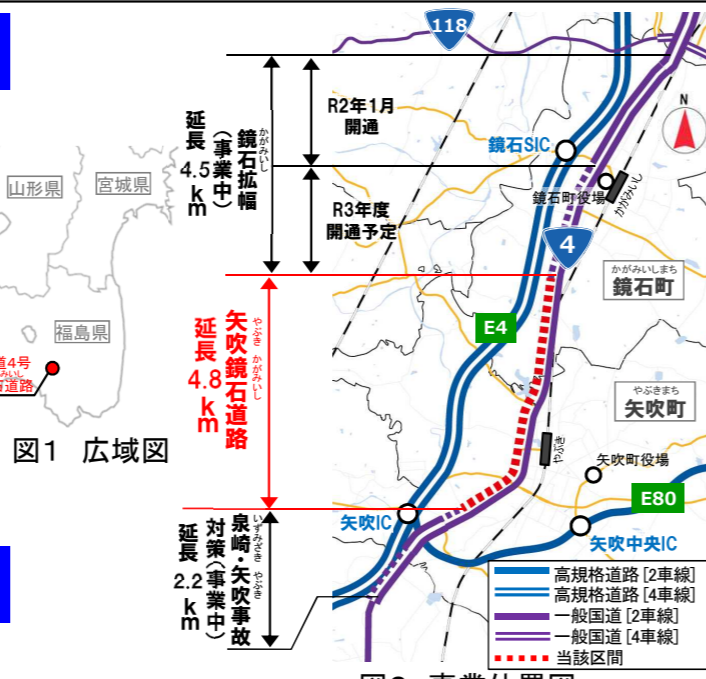 山形県
宮城県
福島県
道4号
道路
図1 広域図
118
鏡石拡幅
かがみいし
(事業中)
延長 4.5 km
R2年1月
開通
R3年度
開通予定
矢吹鏡石道路
やぶき かがみいし
延長 4.8 km
泉崎・矢吹事故
いずみざき やぶき
対策(事業中)
延長 2.2 km
N
鏡石SIC
鏡石町役場
かがみいし
4
かがみいしまち
鏡石町
E4
やぶきまち
矢吹町
やぶき
矢吹町役場
E80
矢吹IC
矢吹中央IC
高規格道路[2車線]
高規格道路[4車線]
一般国道[2車線]
一般国道[4車線]
当該区間